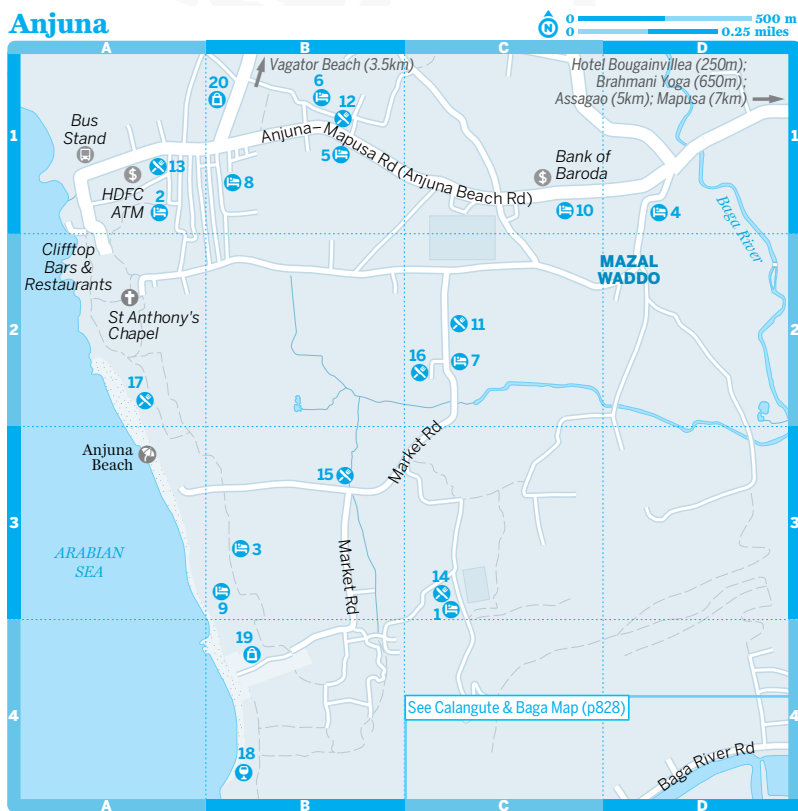 Anjuna
N
0 500 m
0 0.25 miles
A B C D
Vagator Beach (3.5km)
Hotel Bougainvillea (250m);
Brahmani Yoga (650m);
Assagao (5km); Mapusa (7km)
20
6
12
1
1
Bus
Stand
Anjuna–Mapusa Rd (Anjuna Beach Rd)
13
5
Bank of
Baroda
$
$
HDFC
ATM
8
2
10
4
Baga River
Clifftop
Bars &
Restaurants
MAZAL
WADDO
St Anthony's
Chapel
2
2
11
16
7
17
Market Rd
Anjuna
Beach
15
3
3
ARABIAN
SEA
3
Market Rd
14
9
1
19
See Calangute & Baga Map (p828)
4
4
18
Baga River Rd
A B C D